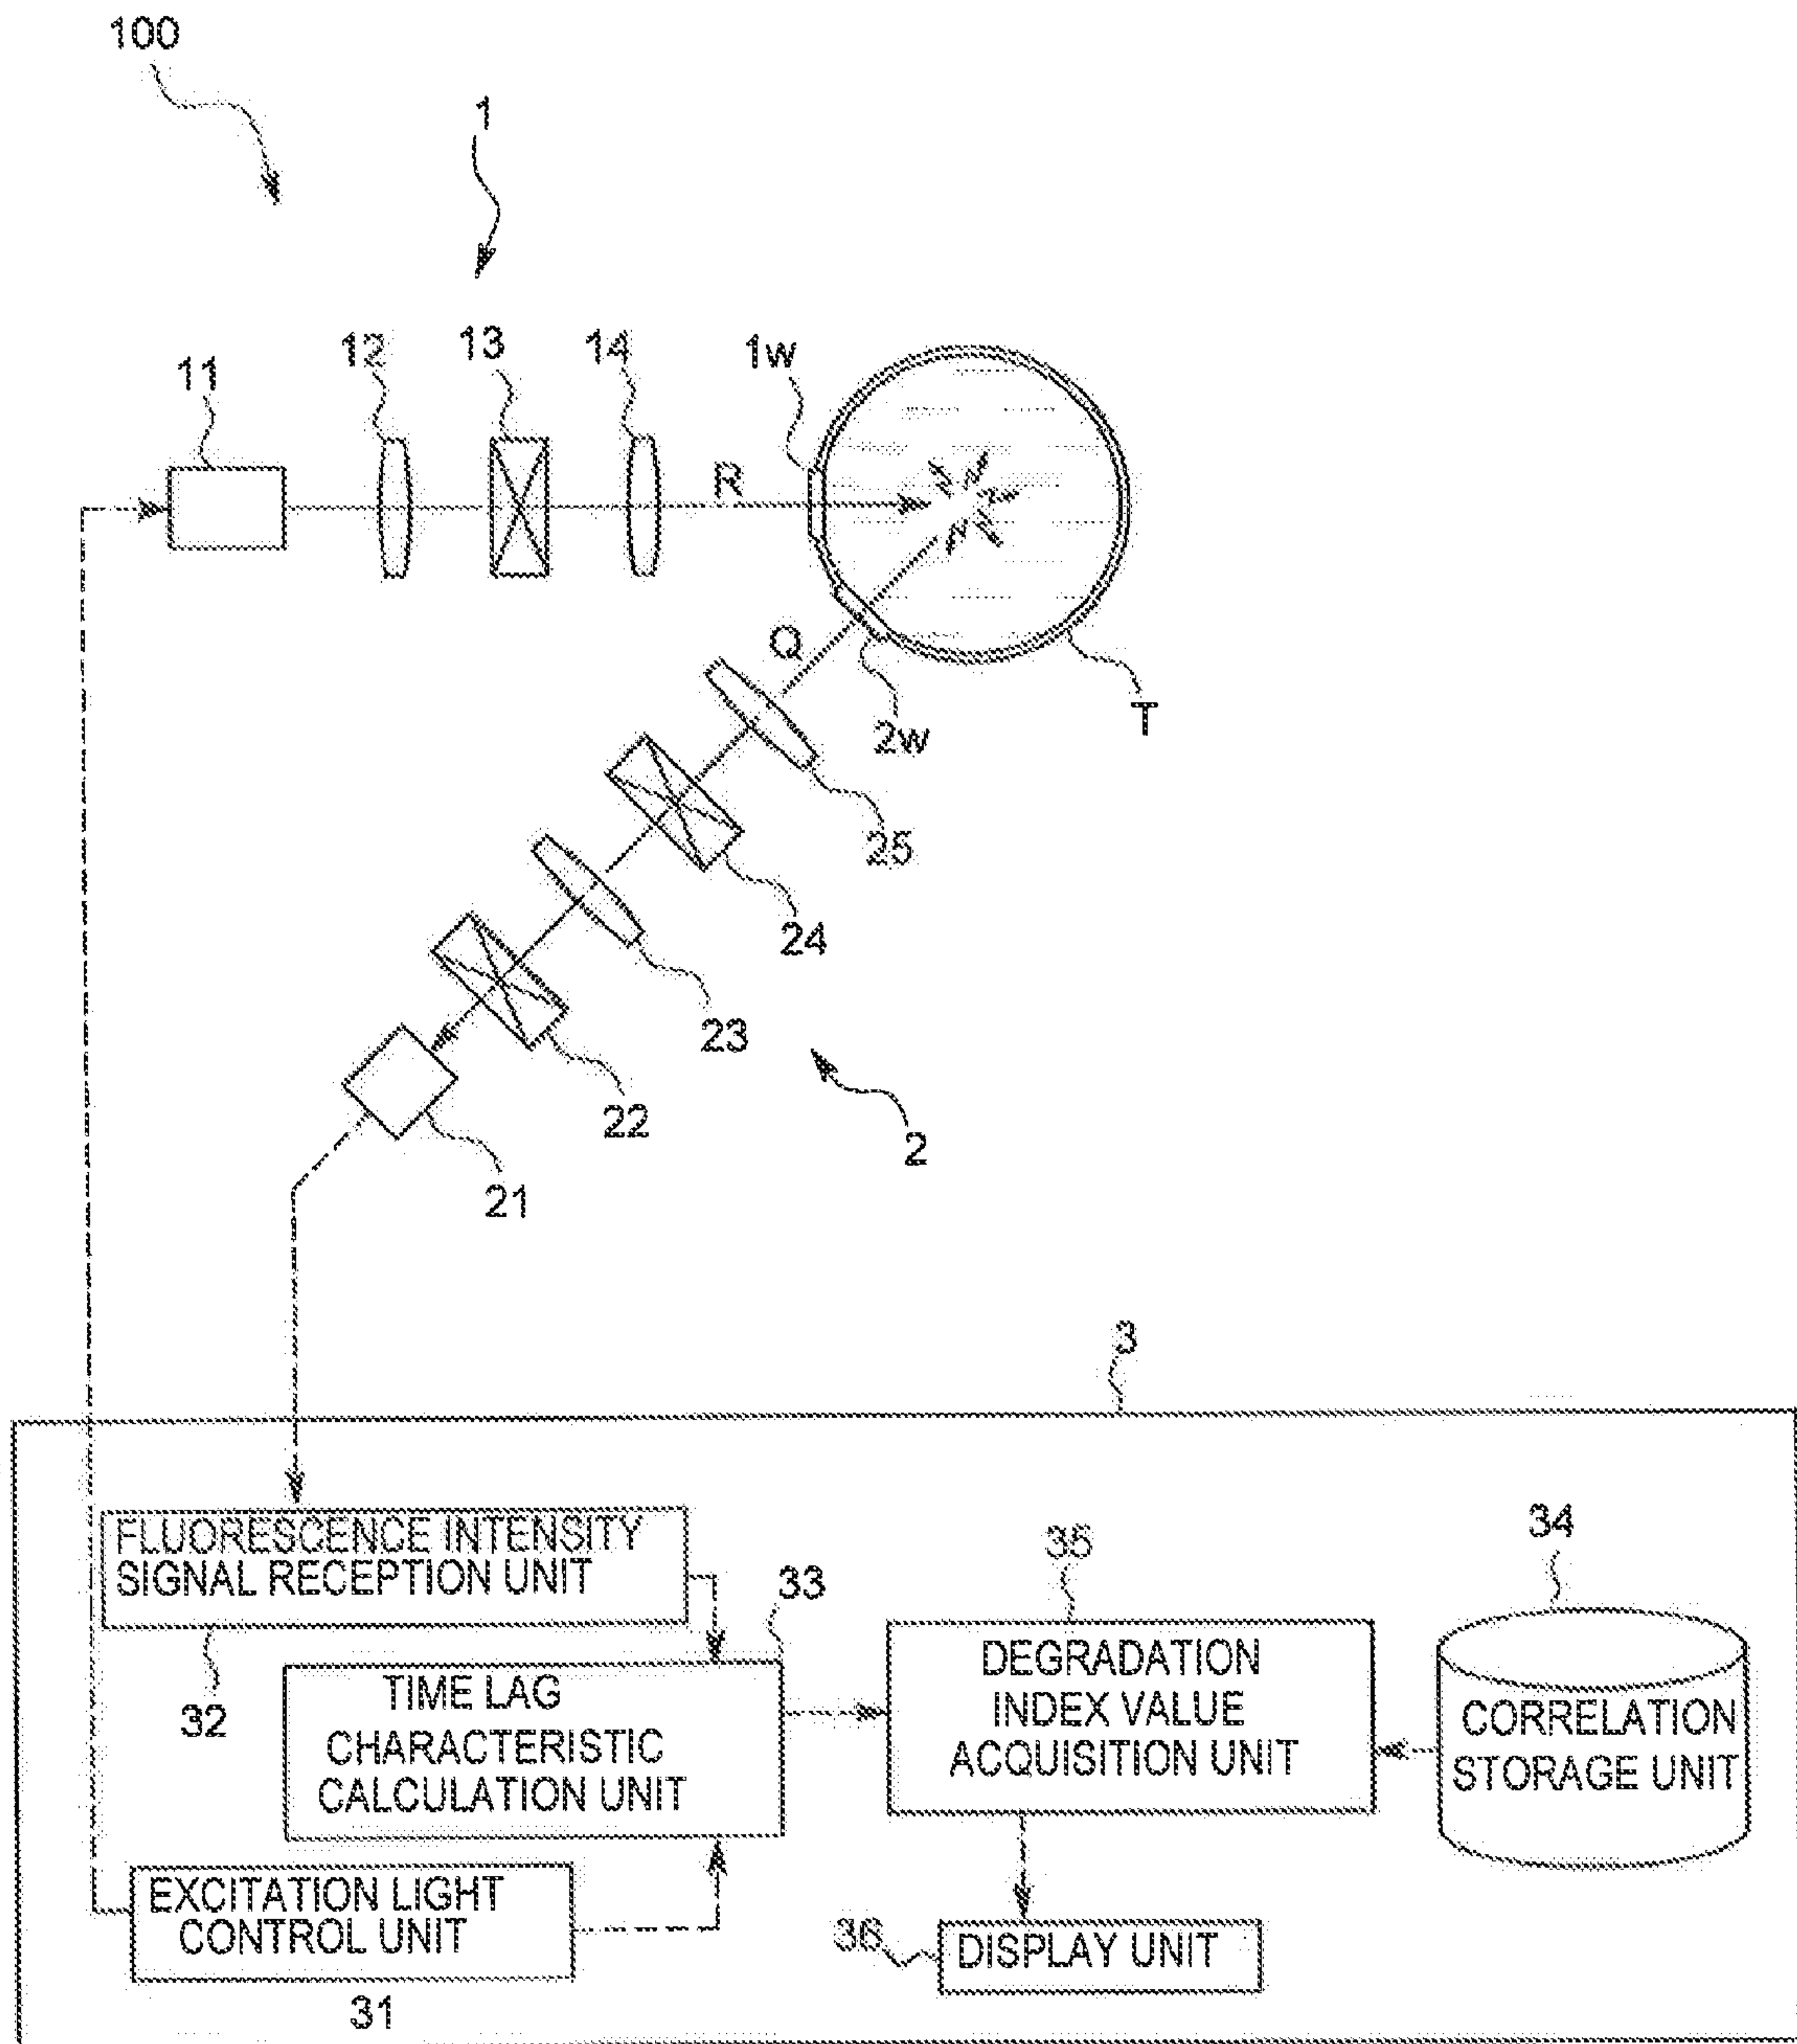 100
1
11
12
13
14
1w
R
Q
2w
T
25
24
23
22
21
2
3
FLUORESCENCE INTENSITY
SIGNAL RECEPTION UNIT
32
33
TIME LAG
CHARACTERISTIC
CALCULATION UNIT
35
DEGRADATION
INDEX VALUE
ACQUISITION UNIT
34
CORRELATION
STORAGE UNIT
EXCITATION LIGHT
CONTROL UNIT
31
36
DISPLAY UNIT